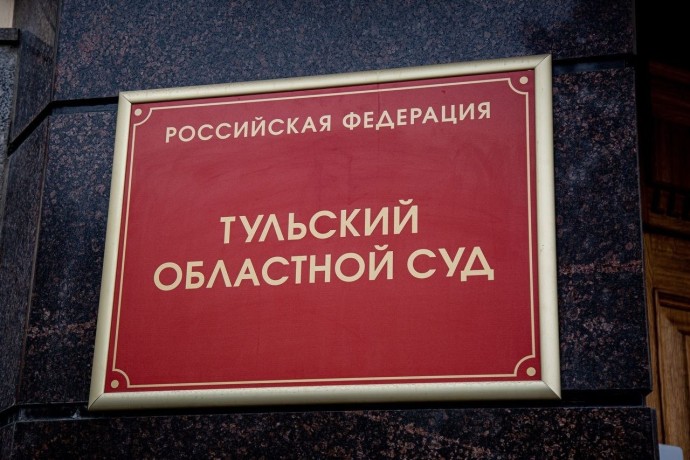 РОССИЙСКАЯ ФЕДЕРАЦИЯ
ТУЛЬСКИЙ
ОБЛАСТНОЙ СУД